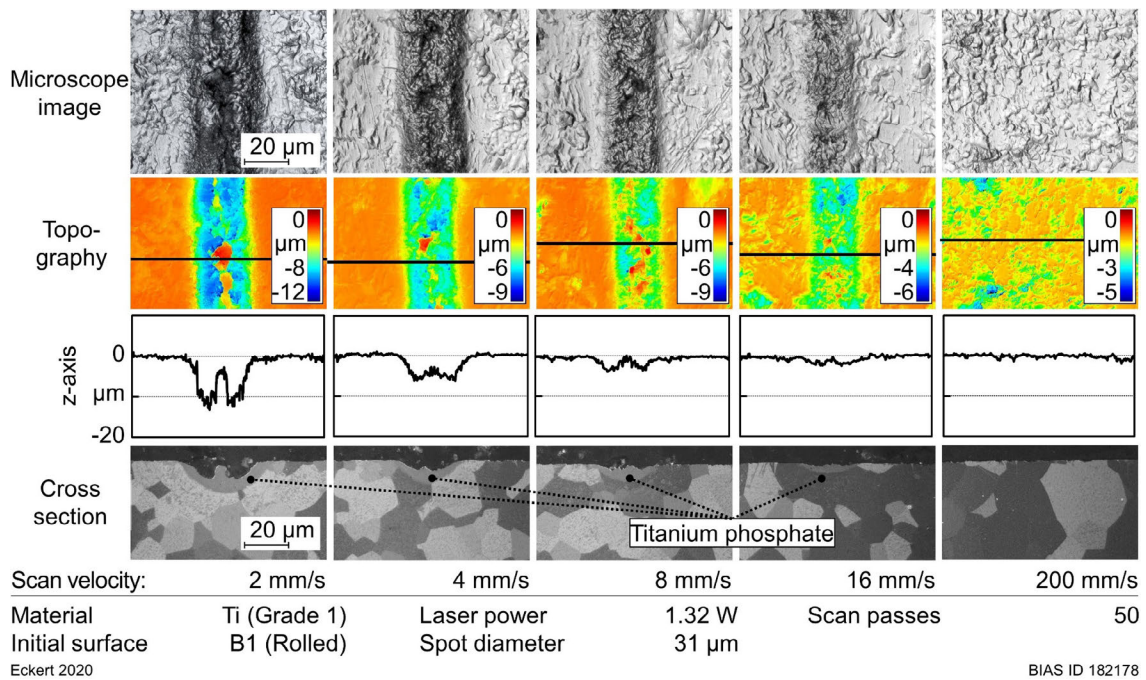 Microscope
image
20 µm
Topo-
graphy
0
µm
-8
-12
0
µm
-6
-9
0
µm
-6
-9
0
µm
-4
-6
0
µm
-3
-5
z-axis
0
µm
-20
Cross
section
20 µm
Titanium phosphate
Scan velocity: 2 mm/s 4 mm/s 8 mm/s 16 mm/s 200 mm/s
Material Ti (Grade 1) Laser power 1.32 W Scan passes 50
Initial surface B1 (Rolled) Spot diameter 31 µm
Eckert 2020 BIAS ID 182178